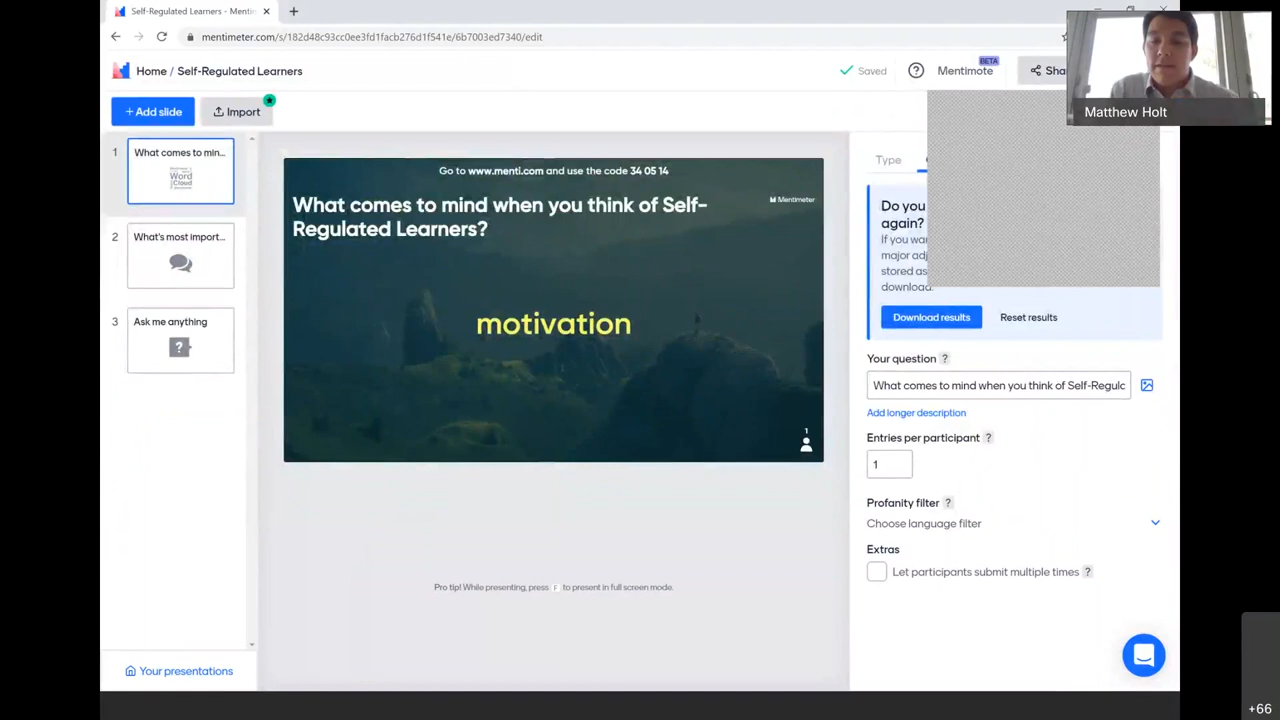 Self-Regulated Learners - Mentim
mentimeter.com/s/182d48c93cc0ee3fd1facb276d1f541e/6b7003ed7340/edit
Home / Self-Regulated Learners
Saved
?
Mentimote
BETA
Sha
Matthew Holt
+ Add slide
Import
1
What comes to min...
Word
Cloud
2
What's most import...
3
Ask me anything
?
Go to www.menti.com and use the code 34 05 14
What comes to mind when you think of Self-
Regulated Learners?
Mentimeter
motivation
1
Pro tip! While presenting, press F to present in full screen mode.
Your presentations
Type
Do you
again?
If you wan
major adj
stored as
download.
Download results
Reset results
Your question ?
What comes to mind when you think of Self-Regulc
Add longer description
Entries per participant ?
1
Profanity filter ?
Choose language filter
Extras
Let participants submit multiple times ?
+66